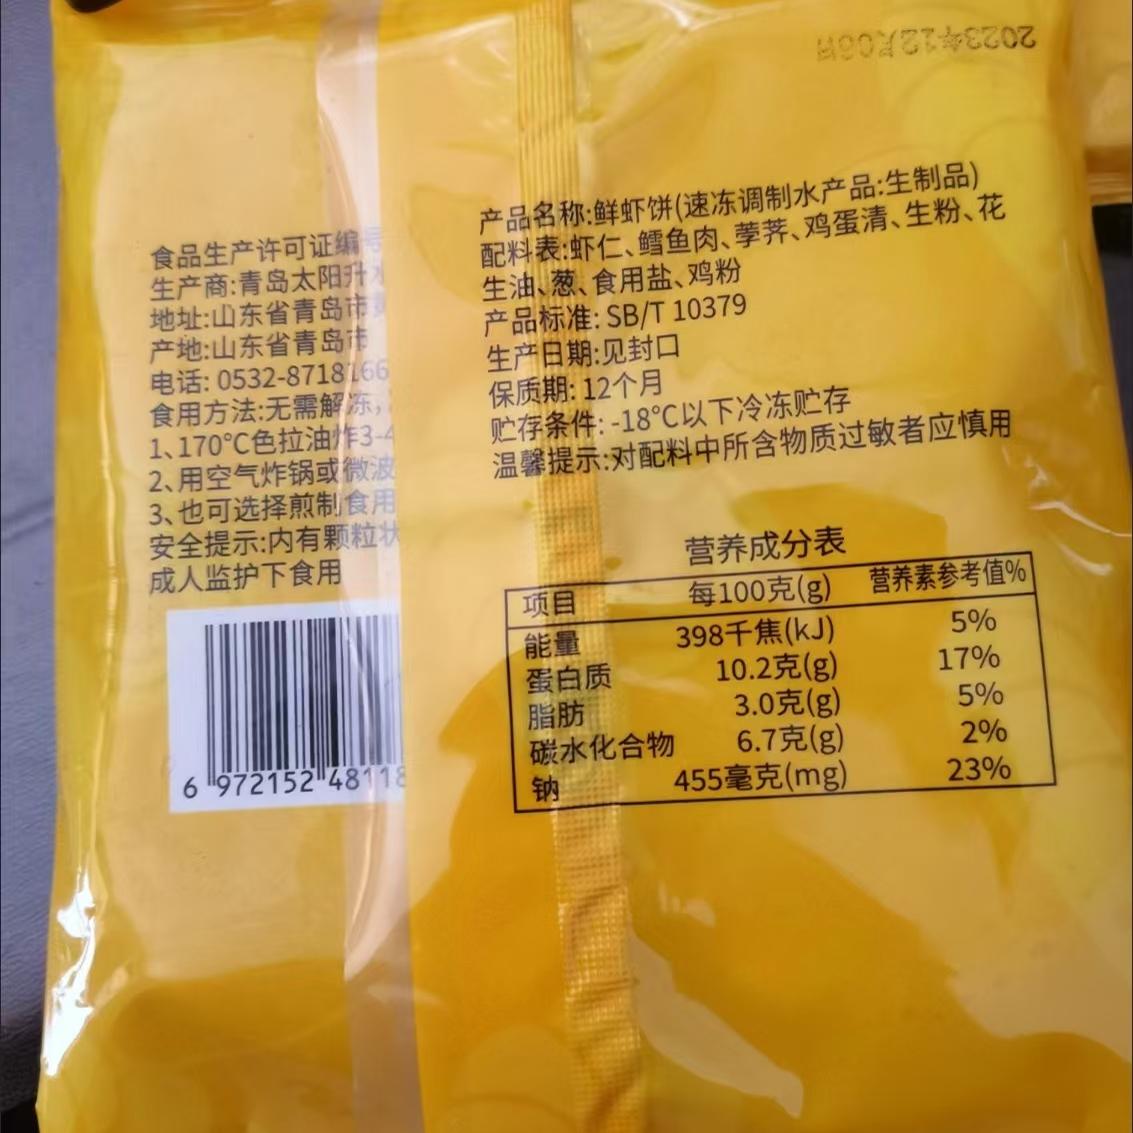 2023年12月06日
产品名称:鲜虾饼(速冻调制水产品:生制品)
配料表:虾仁、鳕鱼肉、荸荠、鸡蛋清、生粉、花
生油、葱、食用盐、鸡粉
产品标准: SB/T 10379
生产日期:见封口
保质期: 12个月
贮存条件: -18℃以下冷冻贮存
温馨提示:对配料中所含物质过敏者应慎用
营养成分表
项目 每100克(g) 营养素参考值%
能量 398千焦(kJ) 5%
蛋白质 10.2克(g) 17%
脂肪 3.0克(g) 5%
碳水化合物 6.7克(g) 2%
钠 455毫克(mg) 23%
食品生产许可证编号
生产商:青岛太阳升水
地址:山东省青岛市
产地:山东省青岛市
电话: 0532-8718166
食用方法:无需解冻,
1、170℃色拉油炸3-4
2、用空气炸锅或微波
3、也可选择煎制食用
安全提示:内有颗粒状
成人监护下食用
6 972152 48118